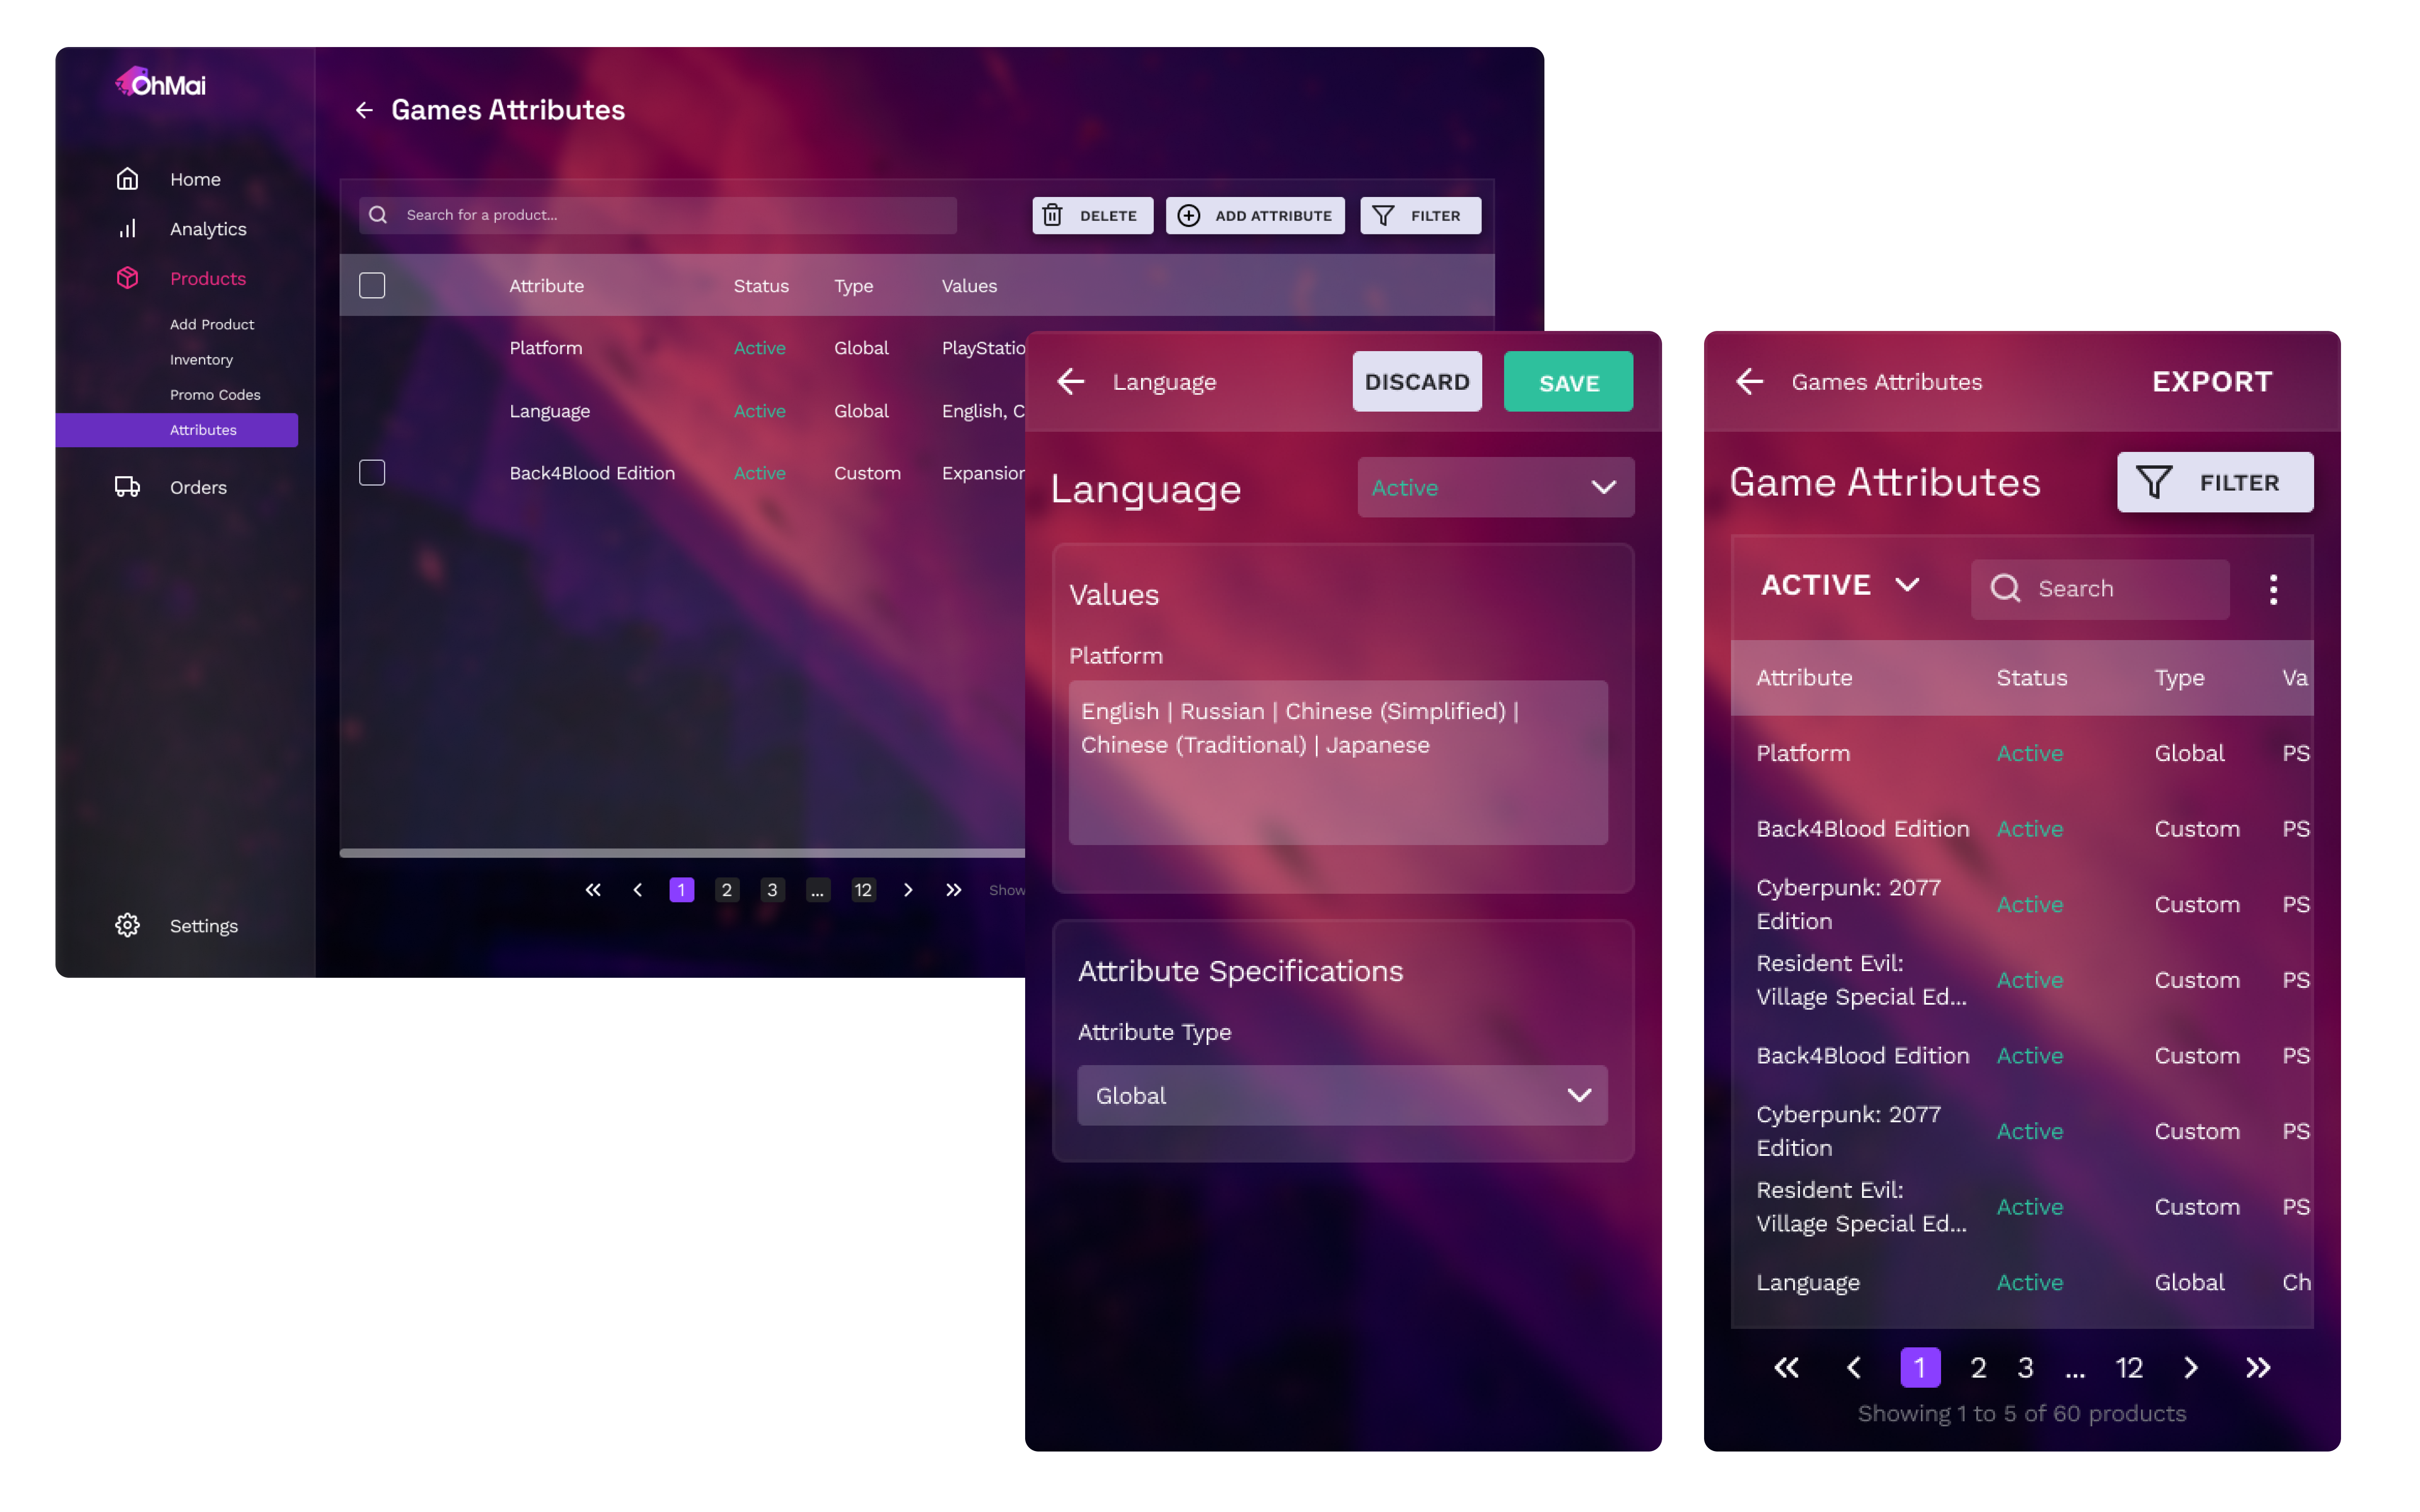 OhMai
Home
Analytics
Products
Add Product
Inventory
Promo Codes
Attributes
Orders
Settings
Games Attributes
Search for a product...
DELETE
ADD ATTRIBUTE
FILTER
Attribute Status Type Values
Platform Active Global PlayStatio
Language Active Global English, C
Back4Blood Edition Active Custom Expansion
1 2 3 ... 12 Show
Language
DISCARD
SAVE
Language
Active
Values
Platform
English | Russian | Chinese (Simplified) |
Chinese (Traditional) | Japanese
Attribute Specifications
Attribute Type
Global
Games Attributes
EXPORT
Game Attributes
FILTER
ACTIVE
Search
Attribute Status Type Va
Platform Active Global PS
Back4Blood Edition Active Custom PS
Cyberpunk: 2077
Edition
Active Custom PS
Resident Evil:
Village Special Ed...
Active Custom PS
Back4Blood Edition Active Custom PS
Cyberpunk: 2077
Edition
Active Custom PS
Resident Evil:
Village Special Ed...
Active Custom PS
Language Active Global Ch
1 2 3 ... 12
Showing 1 to 5 of 60 products